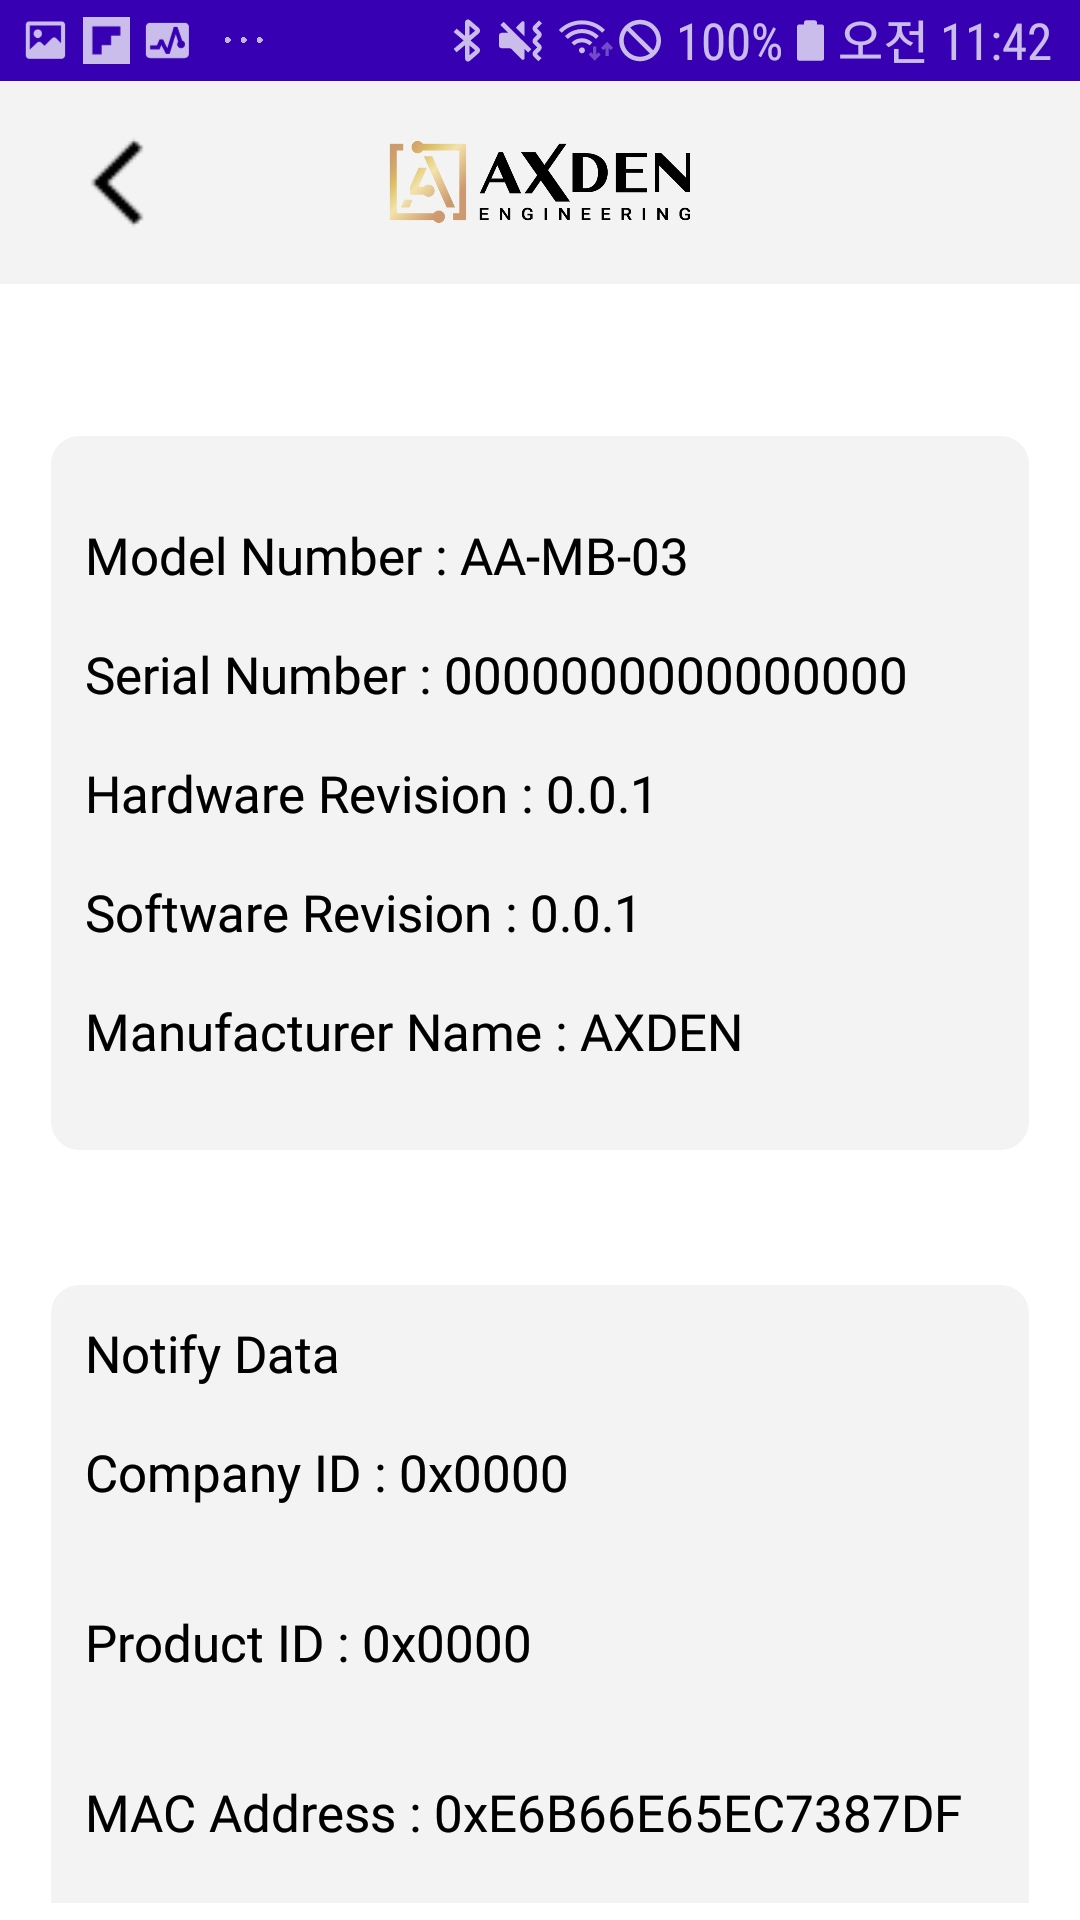 100% 오전 11:42
AXDEN
ENGINEERING
Model Number : AA-MB-03
Serial Number : 0000000000000000
Hardware Revision : 0.0.1
Software Revision : 0.0.1
Manufacturer Name : AXDEN
Notify Data
Company ID : 0x0000
Product ID : 0x0000
MAC Address : 0xE6B66E65EC7387DF